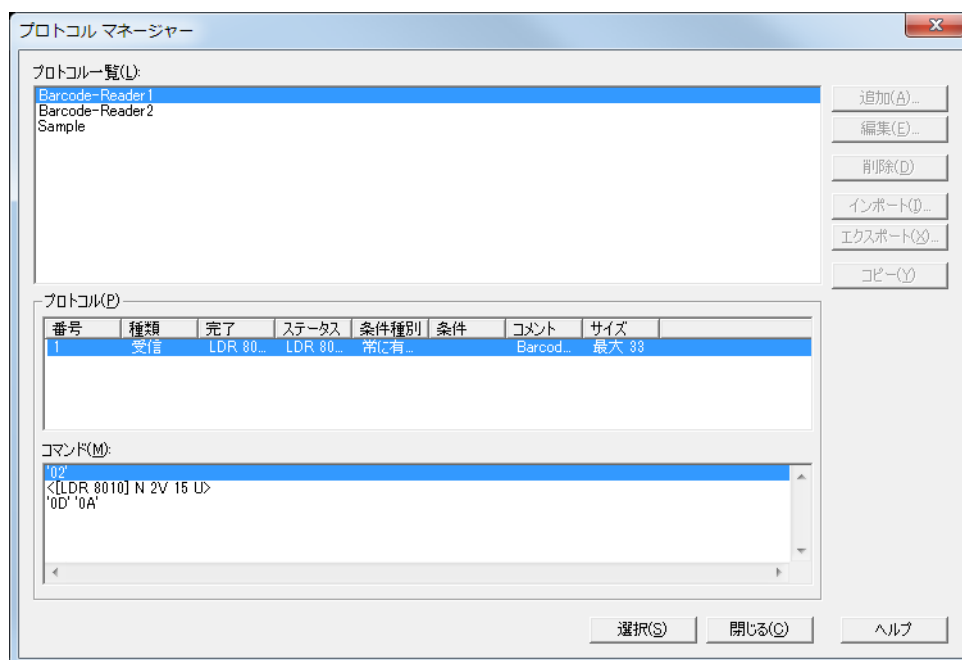 プロトコル マネージャー
プロトコル一覧(L):
Barcode-Reader1
Barcode-Reader2
Sample
追加(A)...
編集(E)...
削除(D)
インポート(I)...
エクスポート(X)...
コピー(Y)
プロトコル(P)
番号 種類 完了 ステータス 条件種別 条件 コメント サイズ
1 受信 LDR 80... LDR 80... 常に有... Barcod... 最大 33
コマンド(M):
'02'
<[LDR 8010] N 2V 15 U>
'0D' '0A'
選択(S) 閉じる(C) ヘルプ